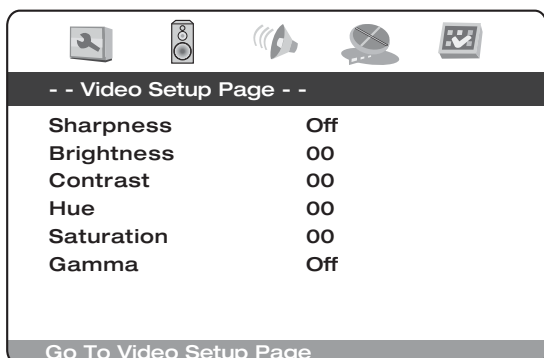 - - Video Setup Page - -
Sharpness Off
Brightness 00
Contrast 00
Hue 00
Saturation 00
Gamma Off
Go To Video Setup Page